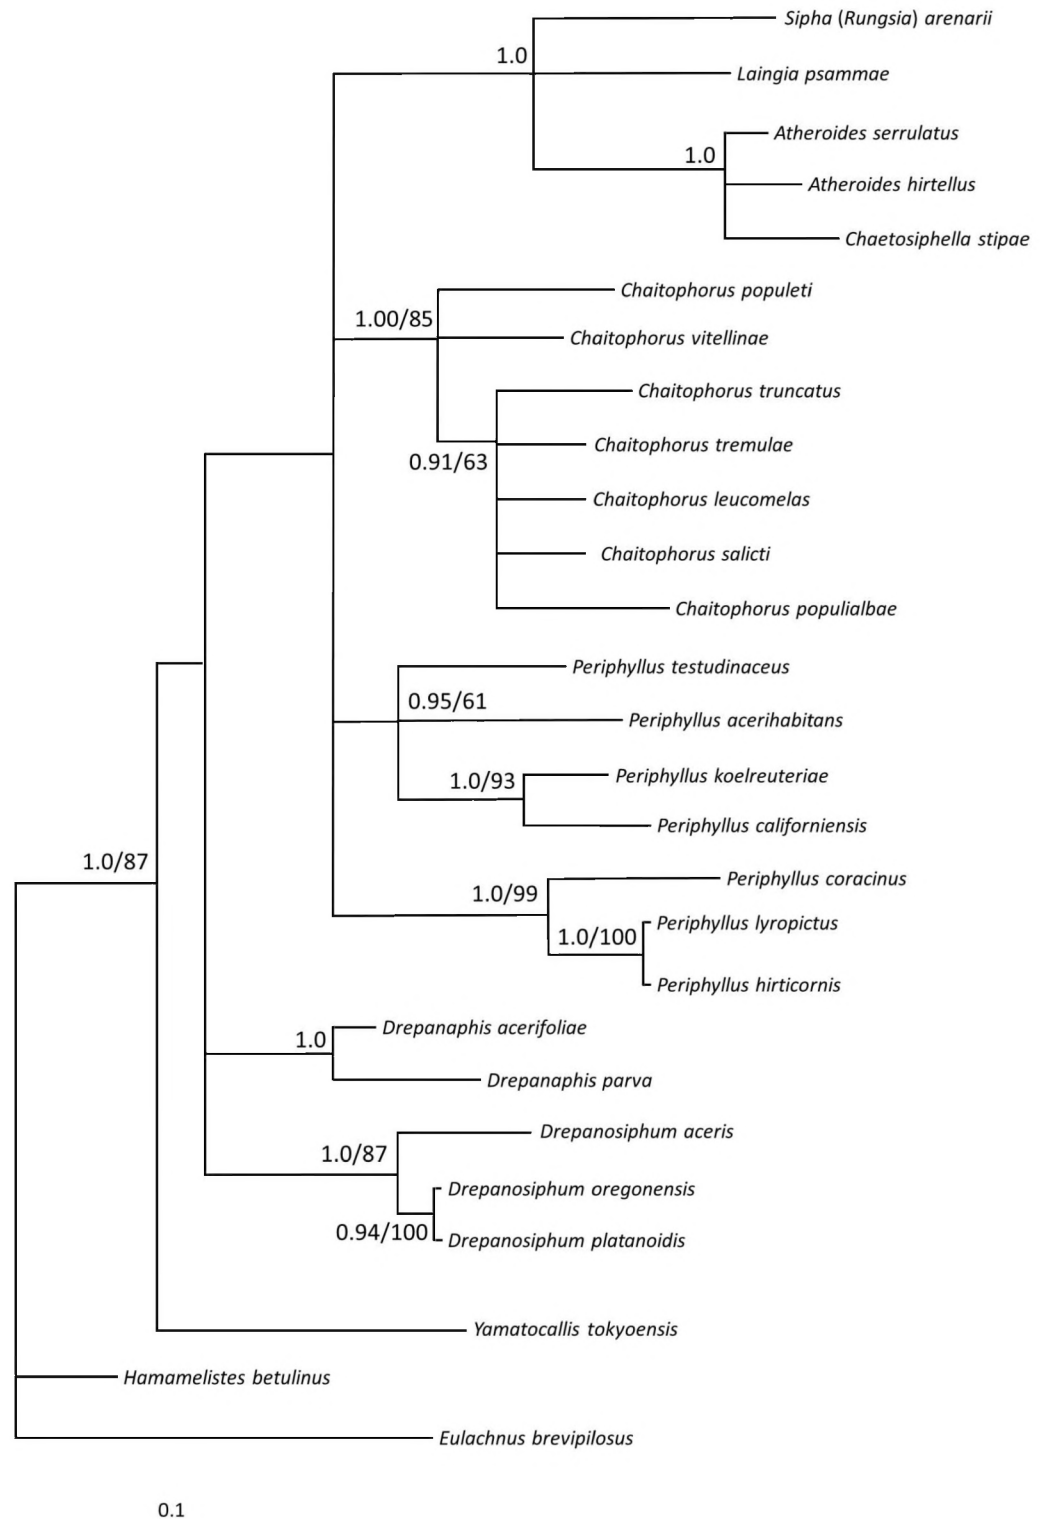 Sipha (Rungsia) arenarii
1.0
Laingia psammae
Atheroides serrulatus
1.0
Atheroides hirtellus
Chaetosiphella stipae
Chaitophorus populeti
1.00/85
Chaitophorus vitellinae
Chaitophorus truncatus
Chaitophorus tremulae
0.91/63
Chaitophorus leucomelas
Chaitophorus salicti
Chaitophorus populialbae
Periphyllus testudinaceus
0.95/61
Periphyllus acerihabitans
Periphyllus koelreuteriae
1.0/93
Periphyllus californiensis
1.0/87
Periphyllus coracinus
1.0/99
Periphyllus lyropictus
1.0/100
Periphyllus hirticornis
Drepanaphis acerifoliae
1.0
Drepanaphis parva
Drepanosiphum aceris
1.0/87
Drepanosiphum oregonensis
0.94/100
Drepanosiphum platanoidis
Yamatocallis tokyoensis
Hamamelistes betulinus
Eulachnus brevipilosus
0.1